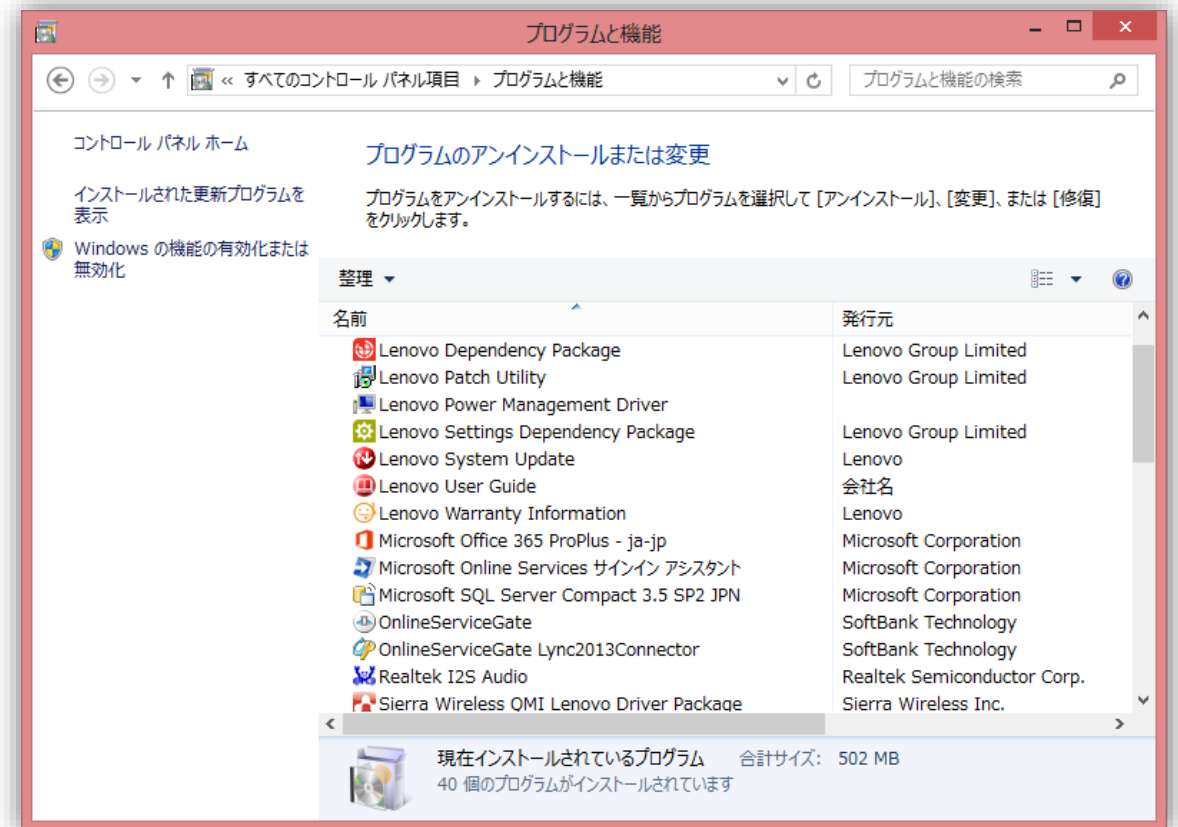 プログラムと機能
« すべてのコントロール パネル項目 ▸ プログラムと機能
プログラムと機能の検索
コントロール パネル ホーム
インストールされた更新プログラムを
表示
Windows の機能の有効化または
無効化
プログラムのアンインストールまたは変更
プログラムをアンインストールするには、一覧からプログラムを選択して [アンインストール]、[変更]、または [修復]
をクリックします。
整理
名前 発行元
Lenovo Dependency Package Lenovo Group Limited
Lenovo Patch Utility Lenovo Group Limited
Lenovo Power Management Driver
Lenovo Settings Dependency Package Lenovo Group Limited
Lenovo System Update Lenovo
Lenovo User Guide 会社名
Lenovo Warranty Information Lenovo
Microsoft Office 365 ProPlus - ja-jp Microsoft Corporation
Microsoft Online Services サインイン アシスタント Microsoft Corporation
Microsoft SQL Server Compact 3.5 SP2 JPN Microsoft Corporation
OnlineServiceGate SoftBank Technology
OnlineServiceGate Lync2013Connector SoftBank Technology
Realtek I2S Audio Realtek Semiconductor Corp.
Sierra Wireless QMI Lenovo Driver Package Sierra Wireless Inc.
現在インストールされているプログラム 合計サイズ: 502 MB
40 個のプログラムがインストールされています